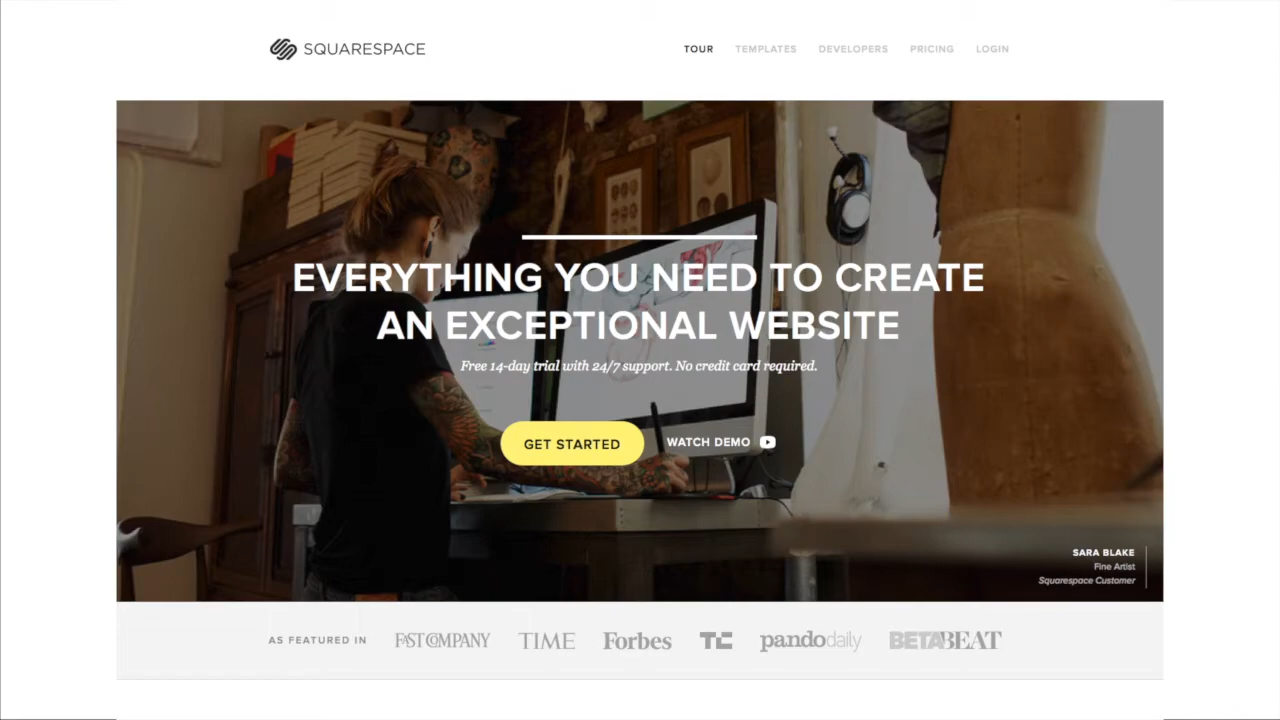 SQUARESPACE
TOUR TEMPLATES DEVELOPERS PRICING LOGIN
EVERYTHING YOU NEED TO CREATE
AN EXCEPTIONAL WEBSITE
Free 14-day trial with 24/7 support. No credit card required.
GET STARTED WATCH DEMO
SARA BLAKE
Fine Artist
Squarespace Customer
AS FEATURED IN FAST COMPANY TIME Forbes TC pandodaily BETABEAT